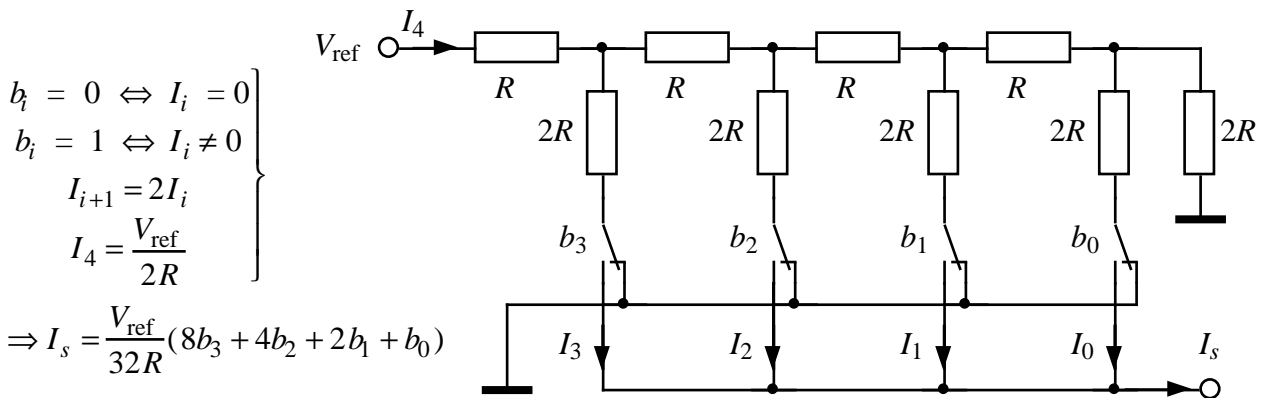 V_ref I_4
R R R R
b_i = 0 ⇔ I_i = 0
2R 2R 2R 2R 2R
b_i = 1 ⇔ I_i ≠ 0
I_{i+1} = 2I_i
b_3 b_2 b_1 b_0
I_4 = V_ref / 2R
⇒ I_s = V_ref / 32R (8b_3 + 4b_2 + 2b_1 + b_0)
I_3 I_2 I_1 I_0 I_s